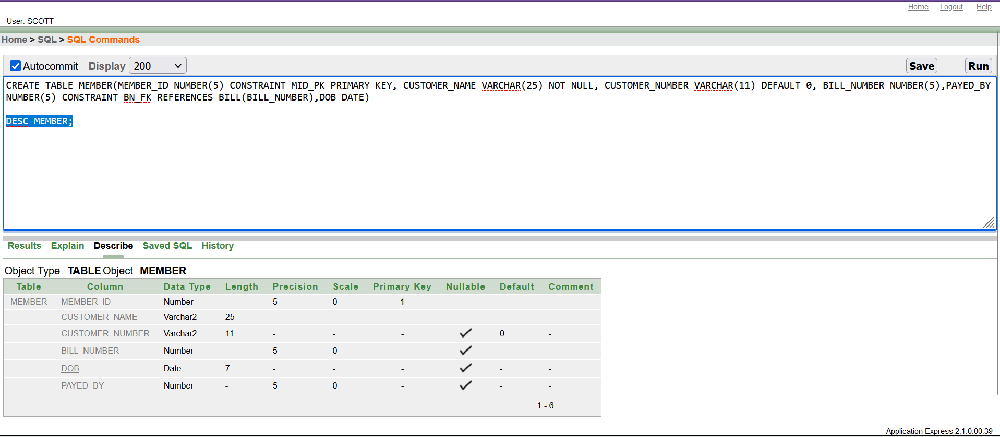 Home Logout Help
User: SCOTT
Home > SQL > SQL Commands
Autocommit Display 200 Save Run
CREATE TABLE MEMBER(MEMBER_ID NUMBER(5) CONSTRAINT MID_PK PRIMARY KEY, CUSTOMER_NAME VARCHAR(25) NOT NULL, CUSTOMER_NUMBER VARCHAR(11) DEFAULT 0, BILL_NUMBER NUMBER(5),PAYED_BY
NUMBER(5) CONSTRAINT BN_FK REFERENCES BILL(BILL_NUMBER),DOB DATE)
DESC MEMBER;
Results Explain Describe Saved SQL History
Object Type TABLE Object MEMBER
Table Column Data Type Length Precision Scale Primary Key Nullable Default Comment
MEMBER MEMBER_ID Number - 5 0 1 - - -
CUSTOMER_NAME Varchar2 25 - - - - - -
CUSTOMER_NUMBER Varchar2 11 - - - ✓ 0 -
BILL_NUMBER Number - 5 0 - ✓ - -
DOB Date 7 - - - ✓ - -
PAYED_BY Number - 5 0 - ✓ - -
1 - 6
Application Express 2.1.0.00.39